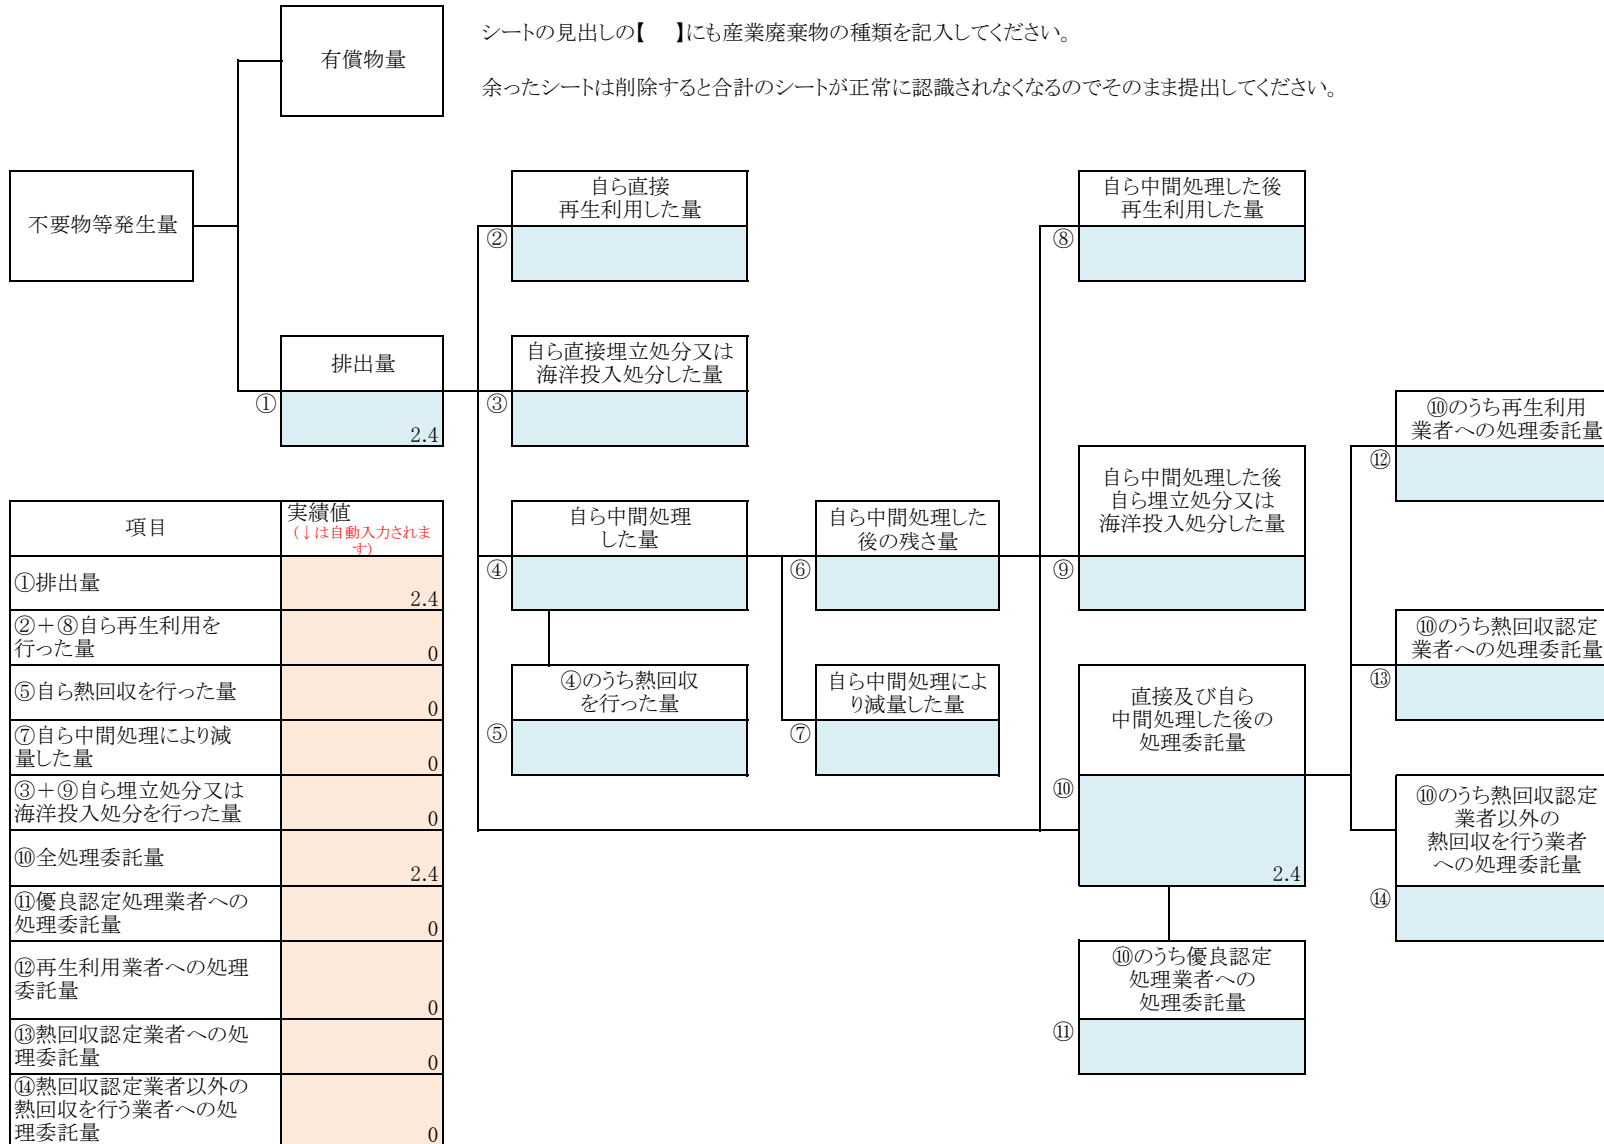 シートの見出しの【　】にも産業廃棄物の種類を記入してください。
余ったシートは削除すると合計のシートが正常に認識されなくなるのでそのまま提出してください。
有償物量
不要物等発生量
排出量
①
2.4
自ら直接
再生利用した量
②
自ら直接埋立処分又は
海洋投入処分した量
③
自ら中間処理
した量
④
④のうち熱回収
を行った量
⑤
自ら中間処理した
後の残さ量
⑥
自ら中間処理によ
り減量した量
⑦
自ら中間処理した後
再生利用した量
⑧
自ら中間処理した後
自ら埋立処分又は
海洋投入処分した量
⑨
直接及び自ら
中間処理した後の
処理委託量
⑩
2.4
⑩のうち優良認定
処理業者への
処理委託量
⑪
⑩のうち再生利用
業者への処理委託量
⑫
⑩のうち熱回収認定
業者への処理委託量
⑬
⑩のうち熱回収認定
業者以外の
熱回収を行う業者
への処理委託量
⑭
項目
実績値
(↓は自動入力されま
す)
①排出量
2.4
②＋⑧自ら再生利用を
行った量
0
⑤自ら熱回収を行った量
0
⑦自ら中間処理により減
量した量
0
③＋⑨自ら埋立処分又は
海洋投入処分を行った量
0
⑩全処理委託量
2.4
⑪優良認定処理業者への
処理委託量
0
⑫再生利用業者への処理
委託量
0
⑬熱回収認定業者への処
理委託量
0
⑭熱回収認定業者以外の
熱回収を行う業者への処
理委託量
0